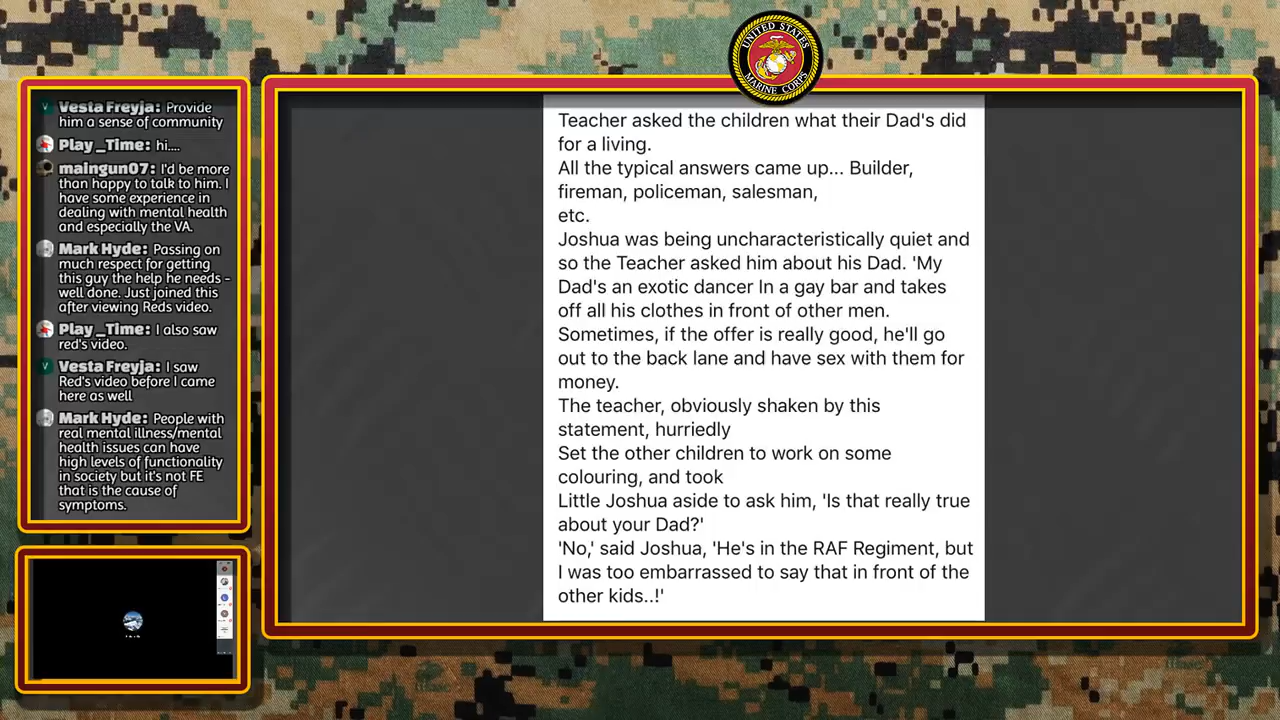 UNITED STATES
MARINE CORPS
Vesta Freyja: Provide
him a sense of community
Play_Time: hi....
maingun07: I'd be more
than happy to talk to him. I
have some experience in
dealing with mental health
and especially the VA.
Mark Hyde: Passing on
much respect for getting
this guy the help he needs -
well done. Just joined this
after viewing Reds video.
Play_Time: I also saw
red's video.
Vesta Freyja: I saw
Red's video before I came
here as well
Mark Hyde: People with
real mental illness/mental
health issues can have
high levels of functionality
in society but it's not FE
that is the cause of
symptoms.
Teacher asked the children what their Dad's did
for a living.
All the typical answers came up... Builder,
fireman, policeman, salesman,
etc.
Joshua was being uncharacteristically quiet and
so the Teacher asked him about his Dad. 'My
Dad's an exotic dancer In a gay bar and takes
off all his clothes in front of other men.
Sometimes, if the offer is really good, he'll go
out to the back lane and have sex with them for
money.
The teacher, obviously shaken by this
statement, hurriedly
Set the other children to work on some
colouring, and took
Little Joshua aside to ask him, 'Is that really true
about your Dad?'
'No,' said Joshua, 'He's in the RAF Regiment, but
I was too embarrassed to say that in front of the
other kids..!'